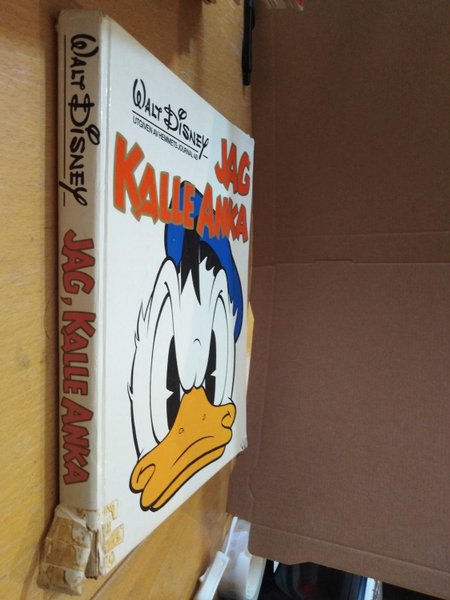 WALT DISNEY
JAG, KALLE ANKA
WALT DISNEY
UTGIVEN AV HEMMETS JOURNAL AB
JAG
KALLE ANKA